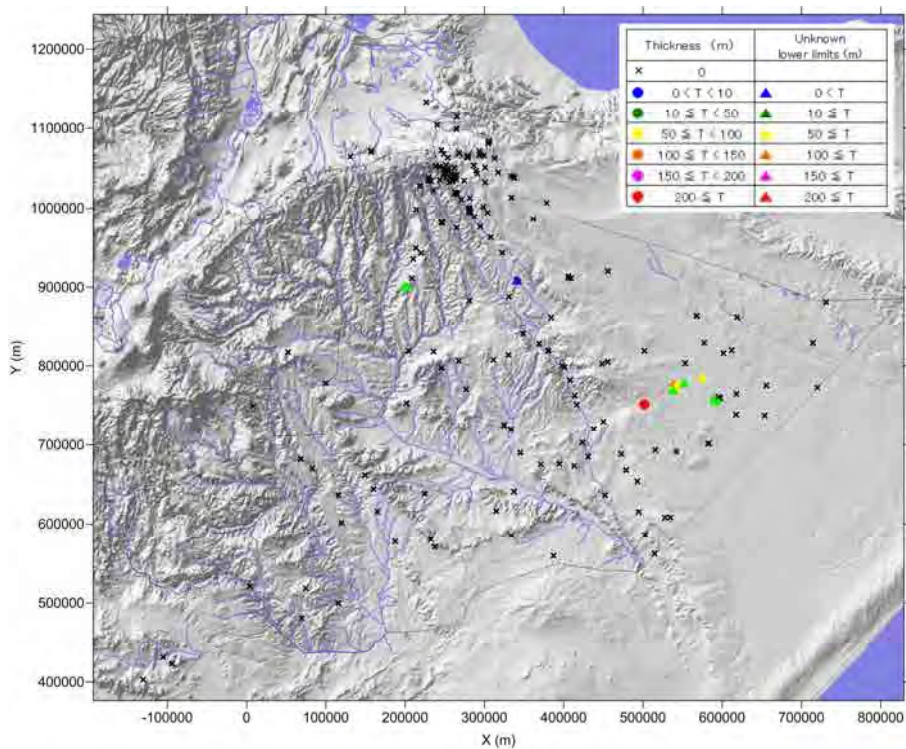 Thickness (m) Unknown lower limits (m)
× 0
0<T<10 0<T
10≦T<50 10≦T
50≦T<100 50≦T
100≦T<150 100≦T
150≦T<200 150≦T
200≦T 200≦T
Y (m)
1200000
1100000
1000000
900000
800000
700000
600000
500000
400000
-100000 0 100000 200000 300000 400000 500000 600000 700000 800000
X (m)